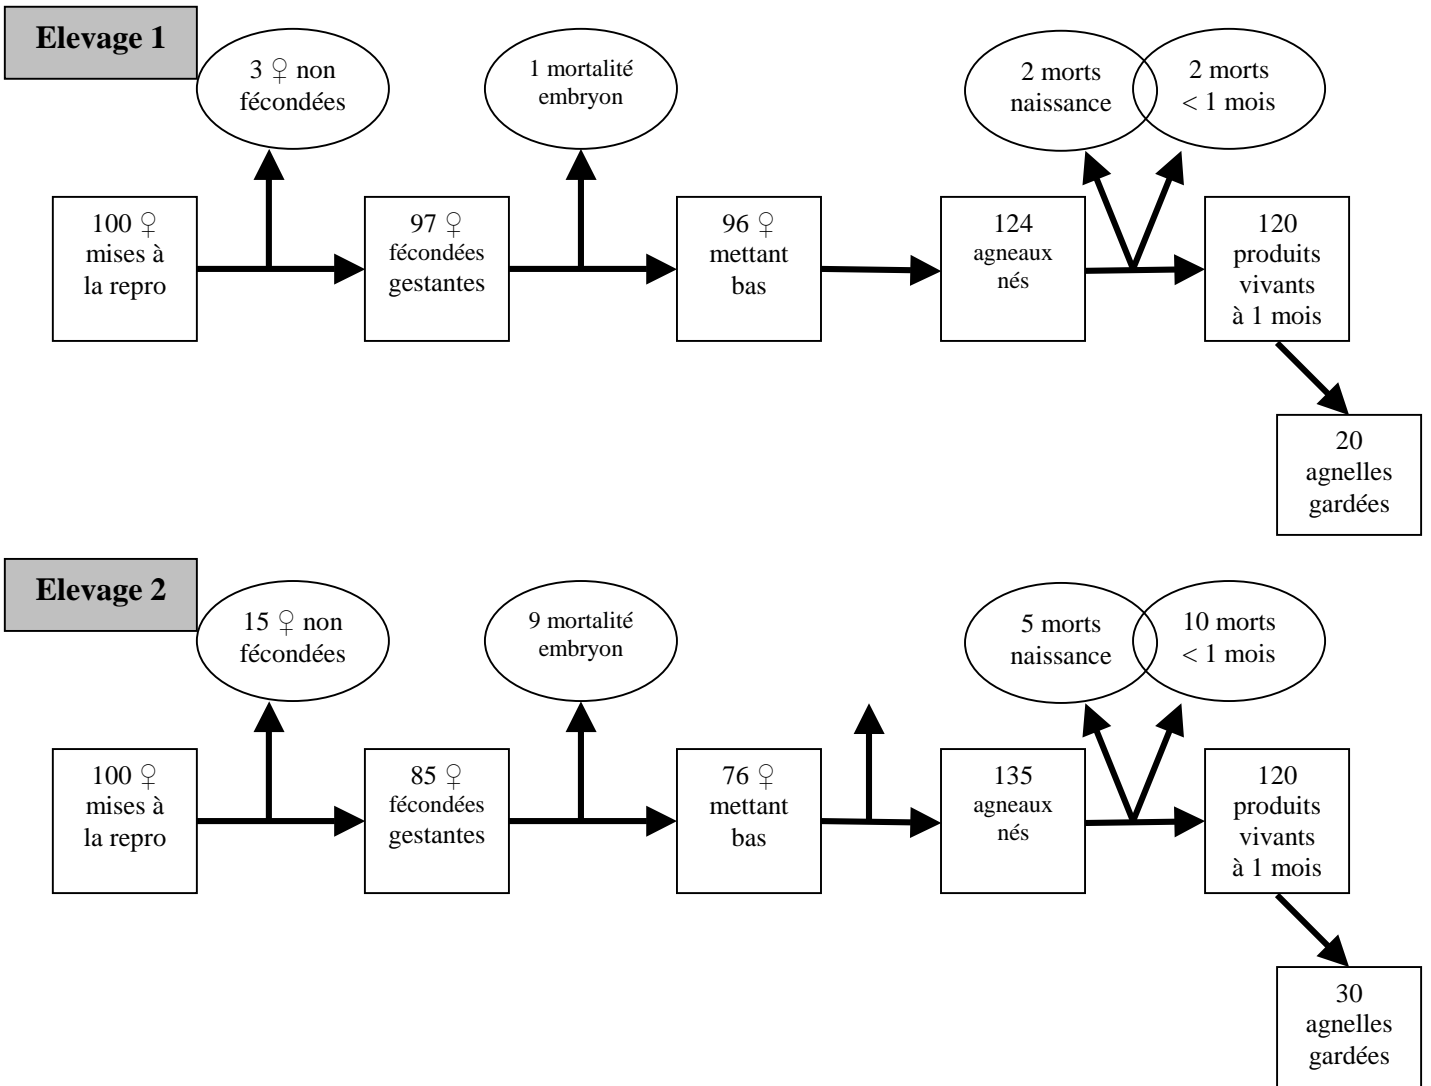 Elevage 1
3 ♀ non
fécondées
1 mortalité
embryon
2 morts
naissance
2 morts
< 1 mois
100 ♀
mises à
la repro
97 ♀
fécondées
gestantes
96 ♀
mettant
bas
124
agneaux
nés
120
produits
vivants
à 1 mois
20
agnelles
gardées
Elevage 2
15 ♀ non
fécondées
9 mortalité
embryon
5 morts
naissance
10 morts
< 1 mois
100 ♀
mises à
la repro
85 ♀
fécondées
gestantes
76 ♀
mettant
bas
135
agneaux
nés
120
produits
vivants
à 1 mois
30
agnelles
gardées